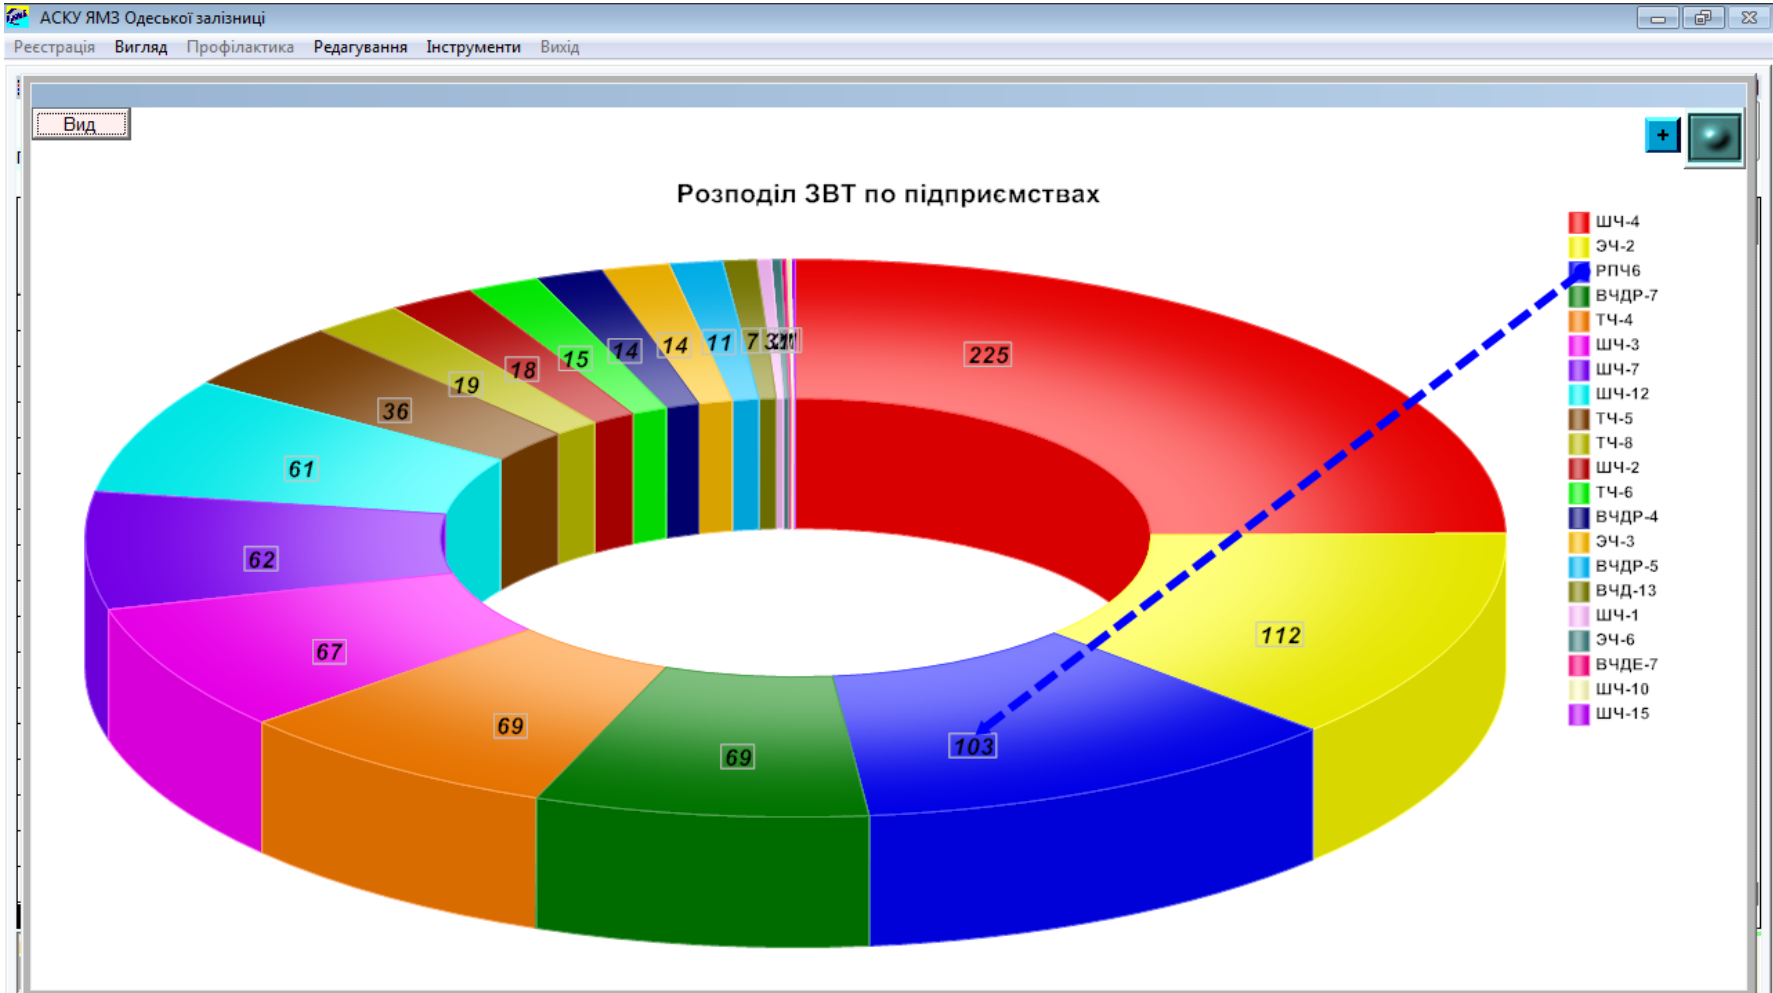 АСКУ ЯМЗ Одеської залізниці
Реєстрація Вигляд Профілактика Редагування Інструменти Вихід
Вид
+
Розподіл ЗВТ по підприємствах
ШЧ-4
ЭЧ-2
РПЧ6
ВЧДР-7
ТЧ-4
ШЧ-3
ШЧ-7
ШЧ-12
ТЧ-5
ТЧ-8
ШЧ-2
ТЧ-6
ВЧДР-4
ЭЧ-3
ВЧДР-5
ВЧД-13
ШЧ-1
ЭЧ-6
ВЧДЕ-7
ШЧ-10
ШЧ-15
225
112
103
69
69
67
62
61
36
19
18
15
14
14
11
7
3